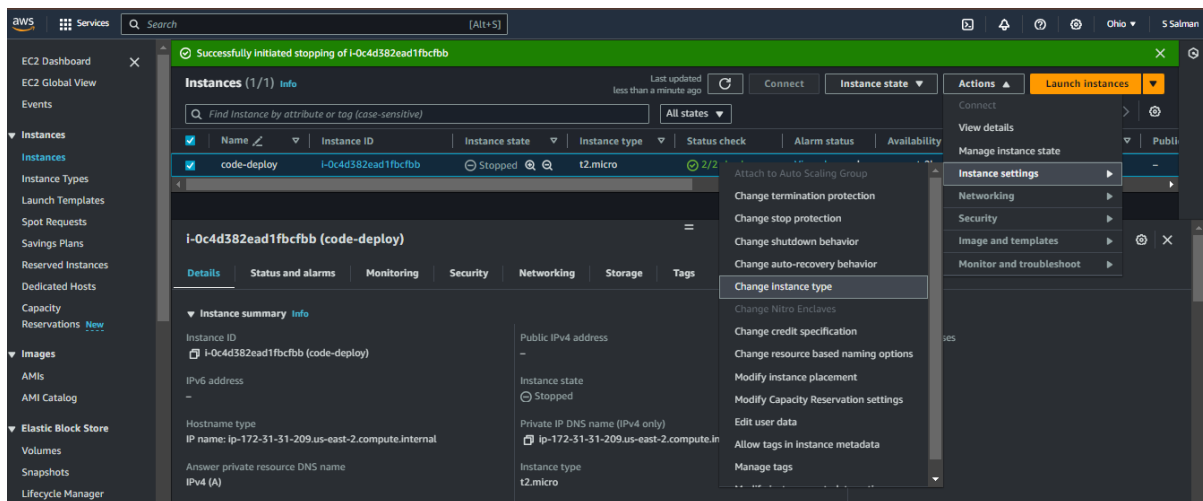 aws Services Search [Alt+S] Ohio S Salman
EC2 Dashboard
EC2 Global View
Events
Instances
Instances
Instance Types
Launch Templates
Spot Requests
Savings Plans
Reserved Instances
Dedicated Hosts
Capacity
Reservations New
Images
AMIs
AMI Catalog
Elastic Block Store
Volumes
Snapshots
Lifecycle Manager
Successfully initiated stopping of i-0c4d382ead1fbcfbb
Instances (1/1) Info
Last updated
less than a minute ago
Connect
Instance state
Actions
Launch instances
Find Instance by attribute or tag (case-sensitive)
All states
Name Instance ID Instance state Instance type Status check Alarm status Availability Publi
code-deploy i-0c4d382ead1fbcfbb Stopped t2.micro 2/2 –
Connect
View details
Manage instance state
Instance settings
Networking
Security
Image and templates
Monitor and troubleshoot
Attach to Auto Scaling Group
Change termination protection
Change stop protection
Change shutdown behavior
Change auto-recovery behavior
Change instance type
Change Nitro Enclaves
Change credit specification
Change resource based naming options
Modify instance placement
Modify Capacity Reservation settings
Edit user data
Allow tags in instance metadata
Manage tags
i-0c4d382ead1fbcfbb (code-deploy)
Details Status and alarms Monitoring Security Networking Storage Tags
Instance summary Info
Instance ID
i-0c4d382ead1fbcfbb (code-deploy)
Public IPv4 address
–
IPv6 address
–
Instance state
Stopped
Hostname type
IP name: ip-172-31-31-209.us-east-2.compute.internal
Private IP DNS name (IPv4 only)
ip-172-31-31-209.us-east-2.compute.in
Answer private resource DNS name
IPv4 (A)
Instance type
t2.micro